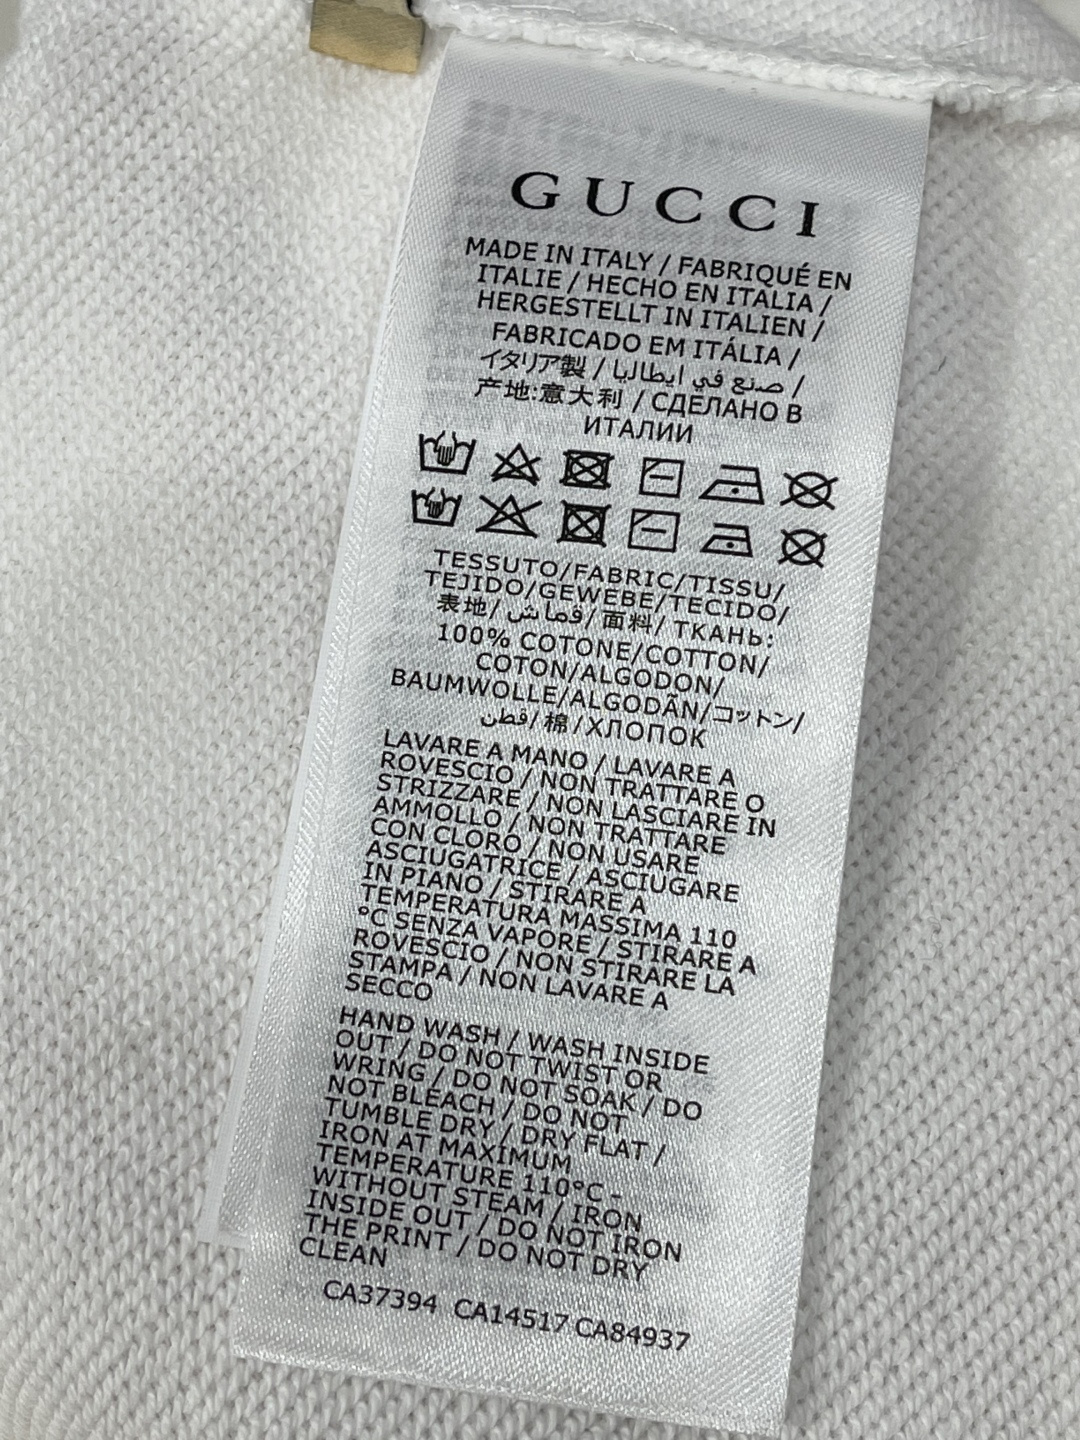 GUCCI
MADE IN ITALY / FABRIQUÉ EN
ITALIE / HECHO EN ITALIA /
HERGESTELLT IN ITALIEN /
FABRICADO EM ITÁLIA /
イタリア製 / صنع في ايطاليا /
产地:意大利 / СДЕЛАНО В
ИТАЛИИ
TESSUTO/FABRIC/TISSU/
TEJIDO/GEWEBE/TECIDO/
表地/ قماش/ 面料/ ТКАНЬ:
100% COTONE/COTTON/
COTON/ALGODON/
BAUMWOLLE/ALGODÃN/コットン/
قطن/棉/ХЛОПОК
LAVARE A MANO / LAVARE A
ROVESCIO / NON TRATTARE O
STRIZZARE / NON LASCIARE IN
AMMOLLO / NON TRATTARE
CON CLORO / NON USARE
ASCIUGATRICE / ASCIUGARE
IN PIANO / STIRARE A
TEMPERATURA MASSIMA 110
°C SENZA VAPORE / STIRARE A
ROVESCIO / NON STIRARE LA
STAMPA / NON LAVARE A
SECCO
HAND WASH / WASH INSIDE
OUT / DO NOT TWIST OR
WRING / DO NOT SOAK / DO
NOT BLEACH / DO NOT
TUMBLE DRY / DRY FLAT /
IRON AT MAXIMUM
TEMPERATURE 110°C -
WITHOUT STEAM / IRON
INSIDE OUT / DO NOT IRON
THE PRINT / DO NOT DRY
CLEAN
CA37394 CA14517 CA84937